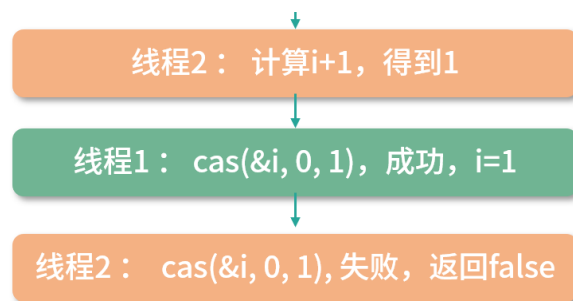 线程2： 计算i+1，得到1
线程1： cas(&i, 0, 1)，成功，i=1
线程2： cas(&i, 0, 1), 失败，返回false